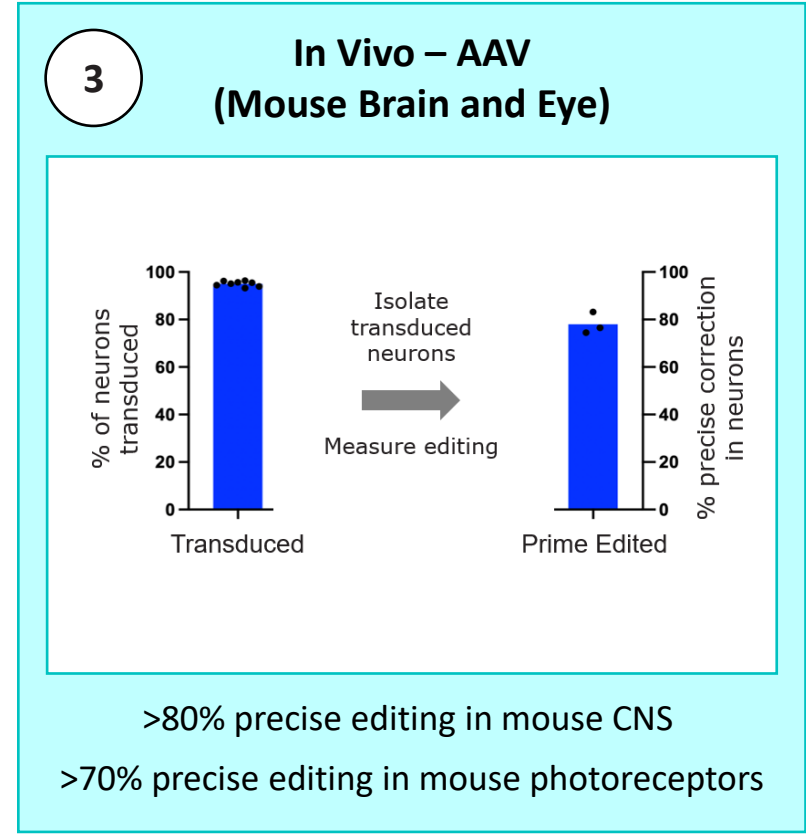 3
In Vivo – AAV
(Mouse Brain and Eye)
% of neurons
transduced
100
80
60
40
20
0
Transduced
Isolate
transduced
neurons
Measure editing
100
80
60
40
20
0
% precise correction
in neurons
Prime Edited
>80% precise editing in mouse CNS
>70% precise editing in mouse photoreceptors